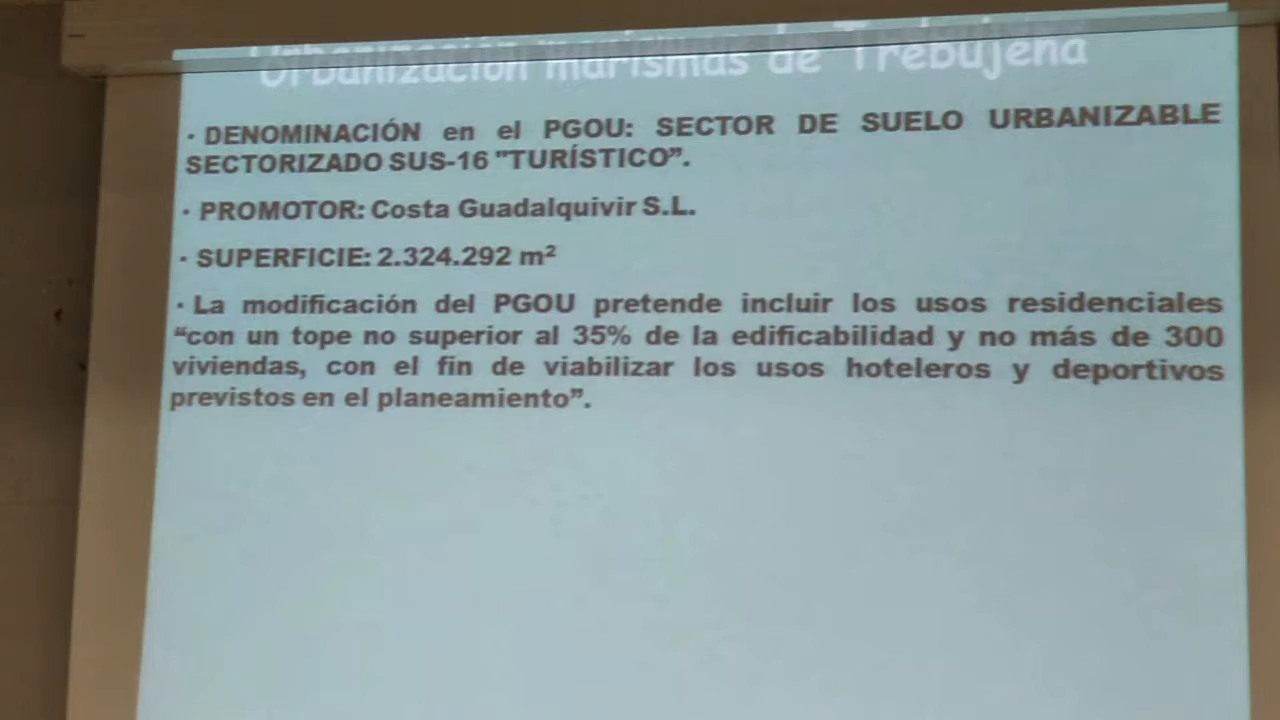 Urbanización marismas de Trebujena
· DENOMINACIÓN en el PGOU: SECTOR DE SUELO URBANIZABLE
SECTORIZADO SUS-16 "TURÍSTICO”.
· PROMOTOR: Costa Guadalquivir S.L.
· SUPERFICIE: 2.324.292 m²
· La modificación del PGOU pretende incluir los usos residenciales
“con un tope no superior al 35% de la edificabilidad y no más de 300
viviendas, con el fin de viabilizar los usos hoteleros y deportivos
previstos en el planeamiento”.